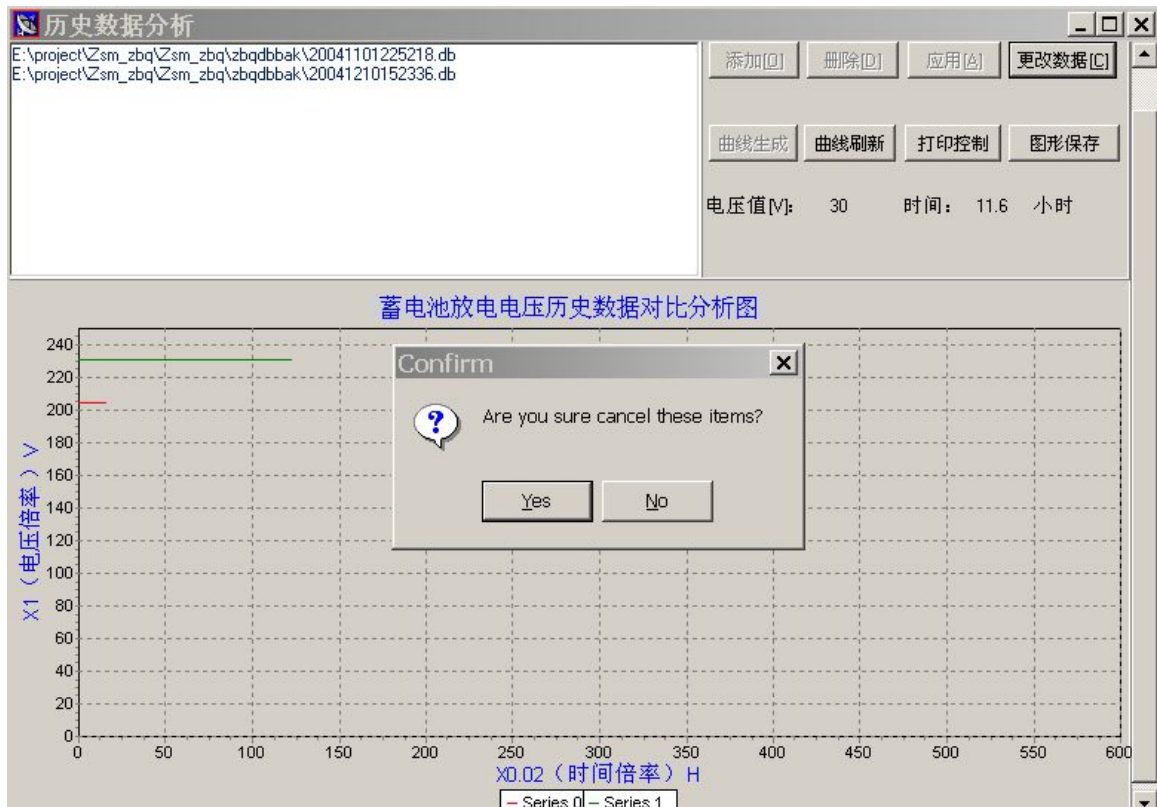 历史数据分析
E:\project\Zsm_zbq\Zsm_zbq\zbqdbbak\20041101225218.db
E:\project\Zsm_zbq\Zsm_zbq\zbqdbbak\20041210152336.db
添加[O] 删除[D] 应用[A] 更改数据[C]
曲线生成 曲线刷新 打印控制 图形保存
电压值[V]: 30 时间: 11.6 小时
蓄电池放电电压历史数据对比分析图
Confirm
Are you sure cancel these items?
Yes No
X1（电压倍率）V
240
220
200
180
160
140
120
100
80
60
40
20
0
0 50 100 150 200 250 300 350 400 450 500 550 600
X0.02（时间倍率）H
Series 0 Series 1